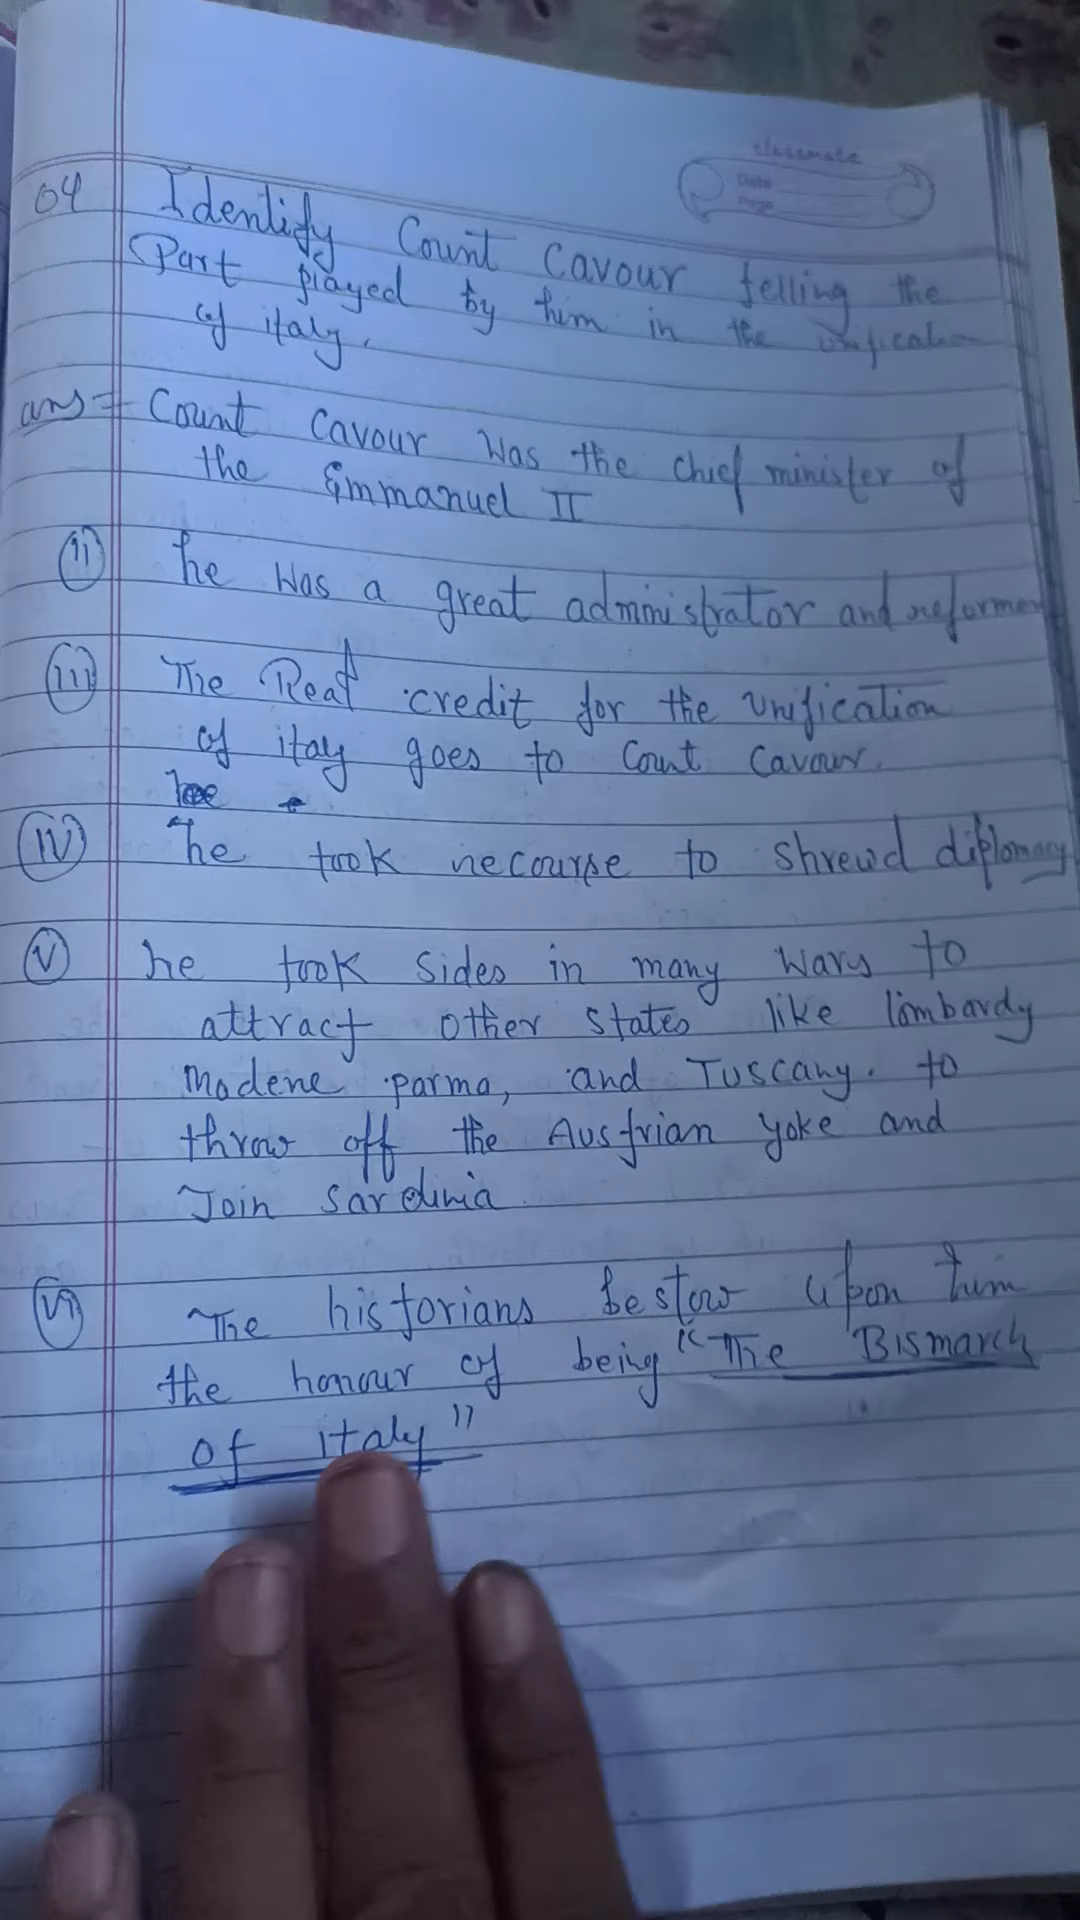 classmate
Date
Page
04 Identify Count Cavour telling the
Part played by him in the unification
of italy.
ans = Count Cavour was the chief minister of
the Emmanuel II
(ii) he was a great administrator and reformer
(iii) The Real credit for the unification
of italy goes to Count Cavour.
(iv) he took recourse to shrewd diplomacy
(v) he took sides in many wars to
attract other states like lombardy
Modene parma, and Tuscany. to
throw off the Austrian yoke and
Join sardinia.
(vi) The historians bestow upon him
the honour of being "The Bismarch
of italy"